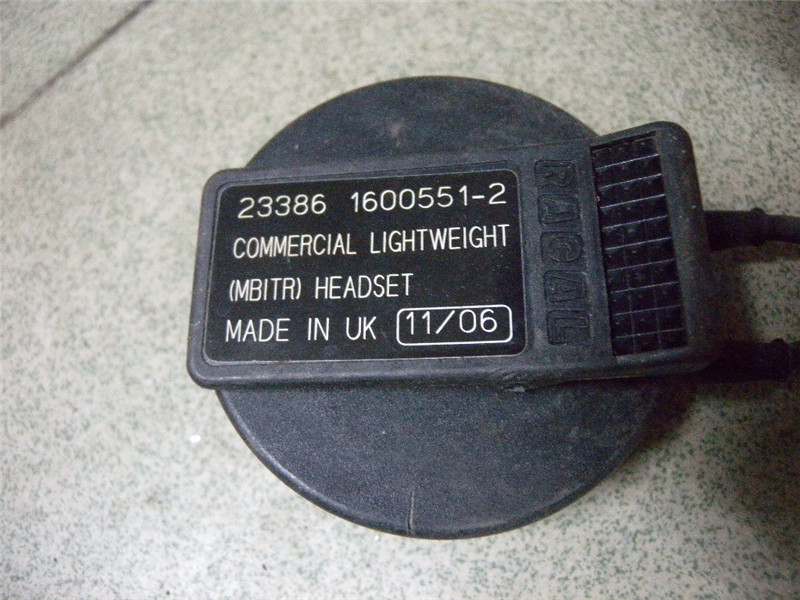 23386 1600551-2
COMMERCIAL LIGHTWEIGHT
(MBITR) HEADSET
MADE IN UK 11/06
RACAL